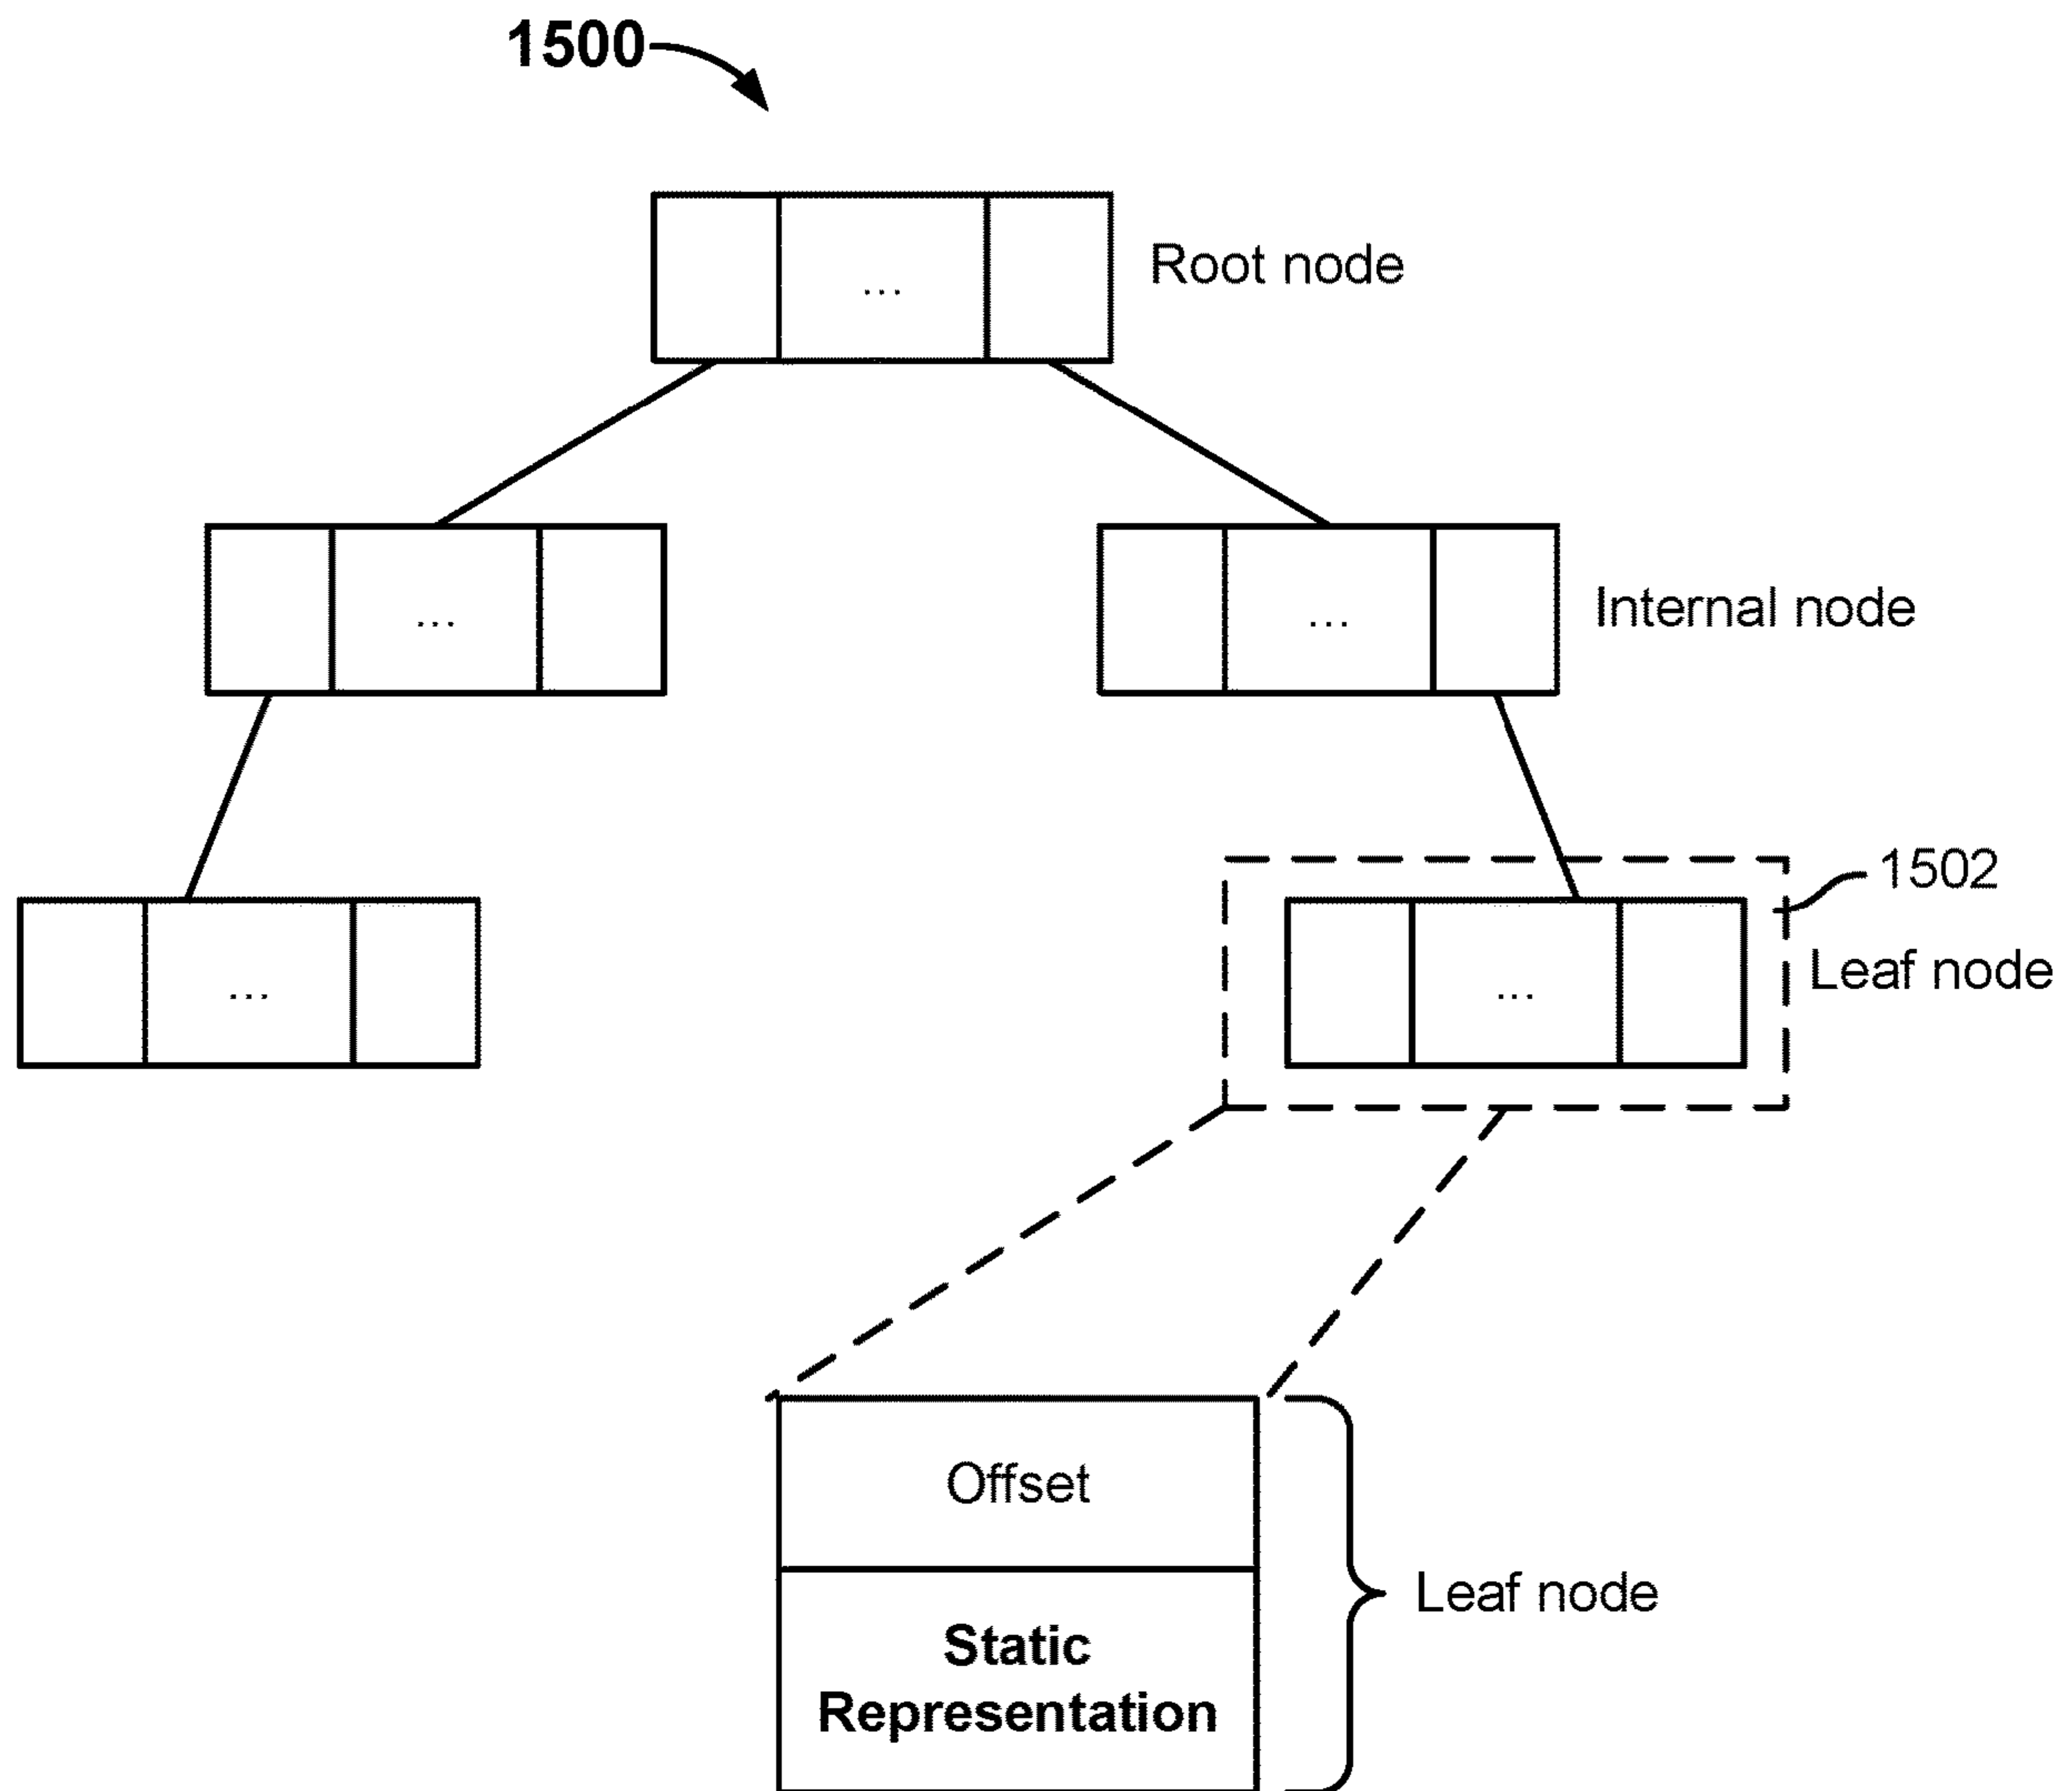 1500
...
Root node
...
...
Internal node
1502
...
...
Leaf node
Offset
Static
Representation
Leaf node